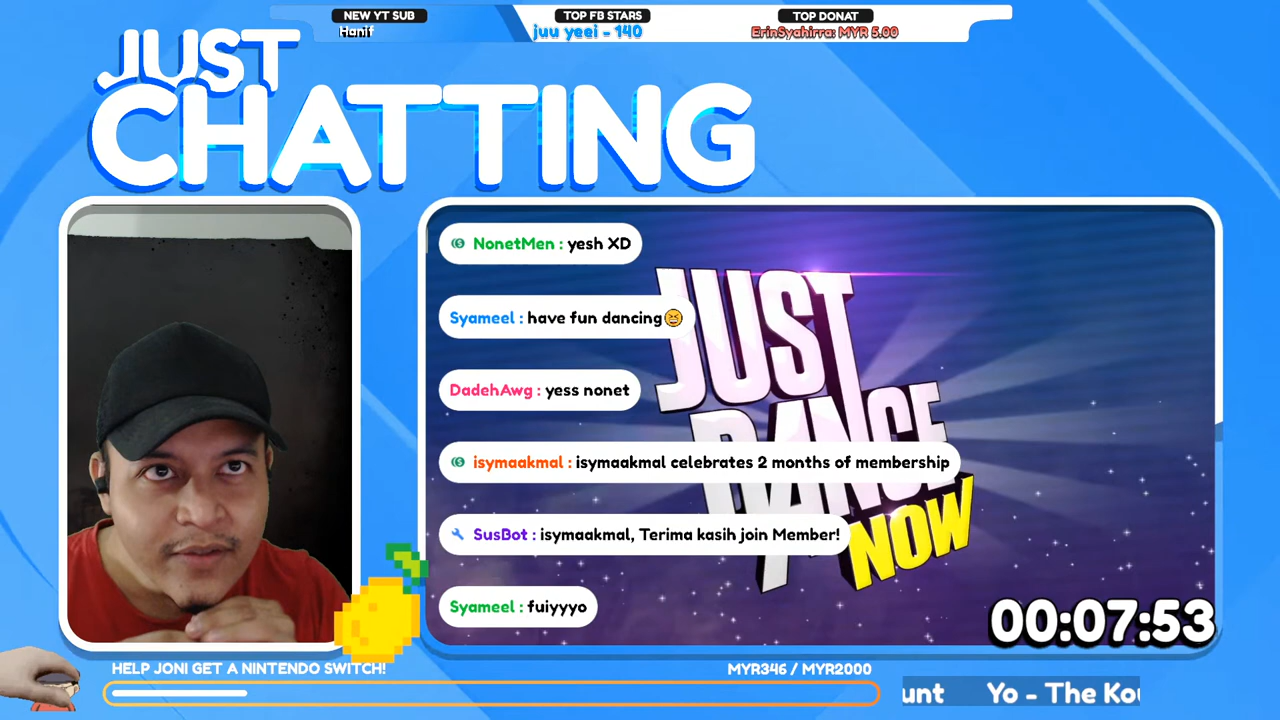 NEW YT SUB
Hanif
TOP FB STARS
juu yeei - 140
TOP DONAT
ErinSyahirra: MYR 5.00
JUST
CHATTING
NonetMen : yesh XD
Syameel : have fun dancing😆
DadehAwg : yess nonet
isymaakmal : isymaakmal celebrates 2 months of membership
SusBot : isymaakmal, Terima kasih join Member!
Syameel : fuiyyyo
JUST
DANCE
NOW
00:07:53
HELP JONI GET A NINTENDO SWITCH!
MYR346 / MYR2000
unt Yo - The Kou